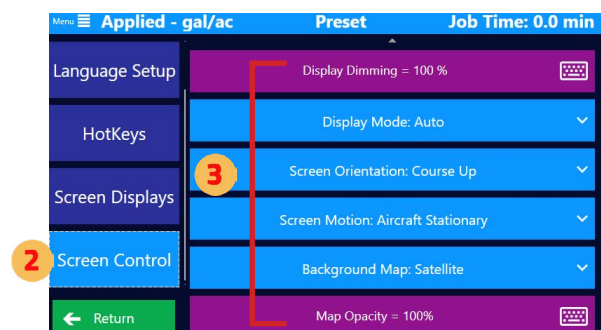 Menu Applied - gal/ac Preset Job Time: 0.0 min
Language Setup
HotKeys
Screen Displays
2 Screen Control
Return
3
Display Dimming = 100 %
Display Mode: Auto
Screen Orientation: Course Up
Screen Motion: Aircraft Stationary
Background Map: Satellite
Map Opacity = 100%